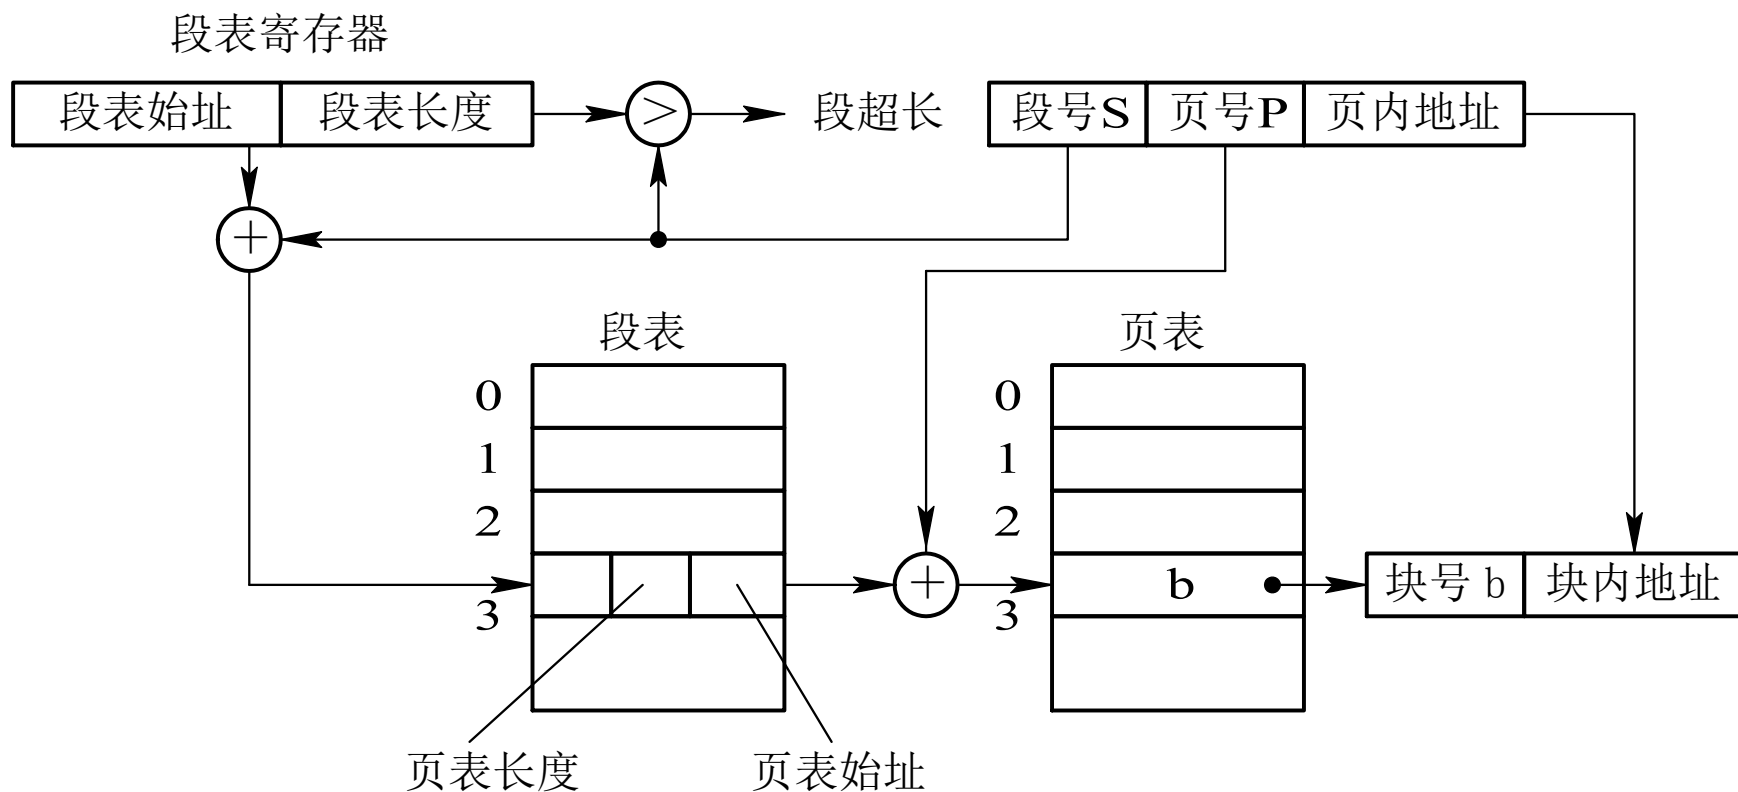 段表寄存器
段表始址 段表长度 > 段超长 段号S 页号P 页内地址
+
段表 页表
0 0
1 1
2 2
+ b 块号 b 块内地址
3 3
页表长度 页表始址